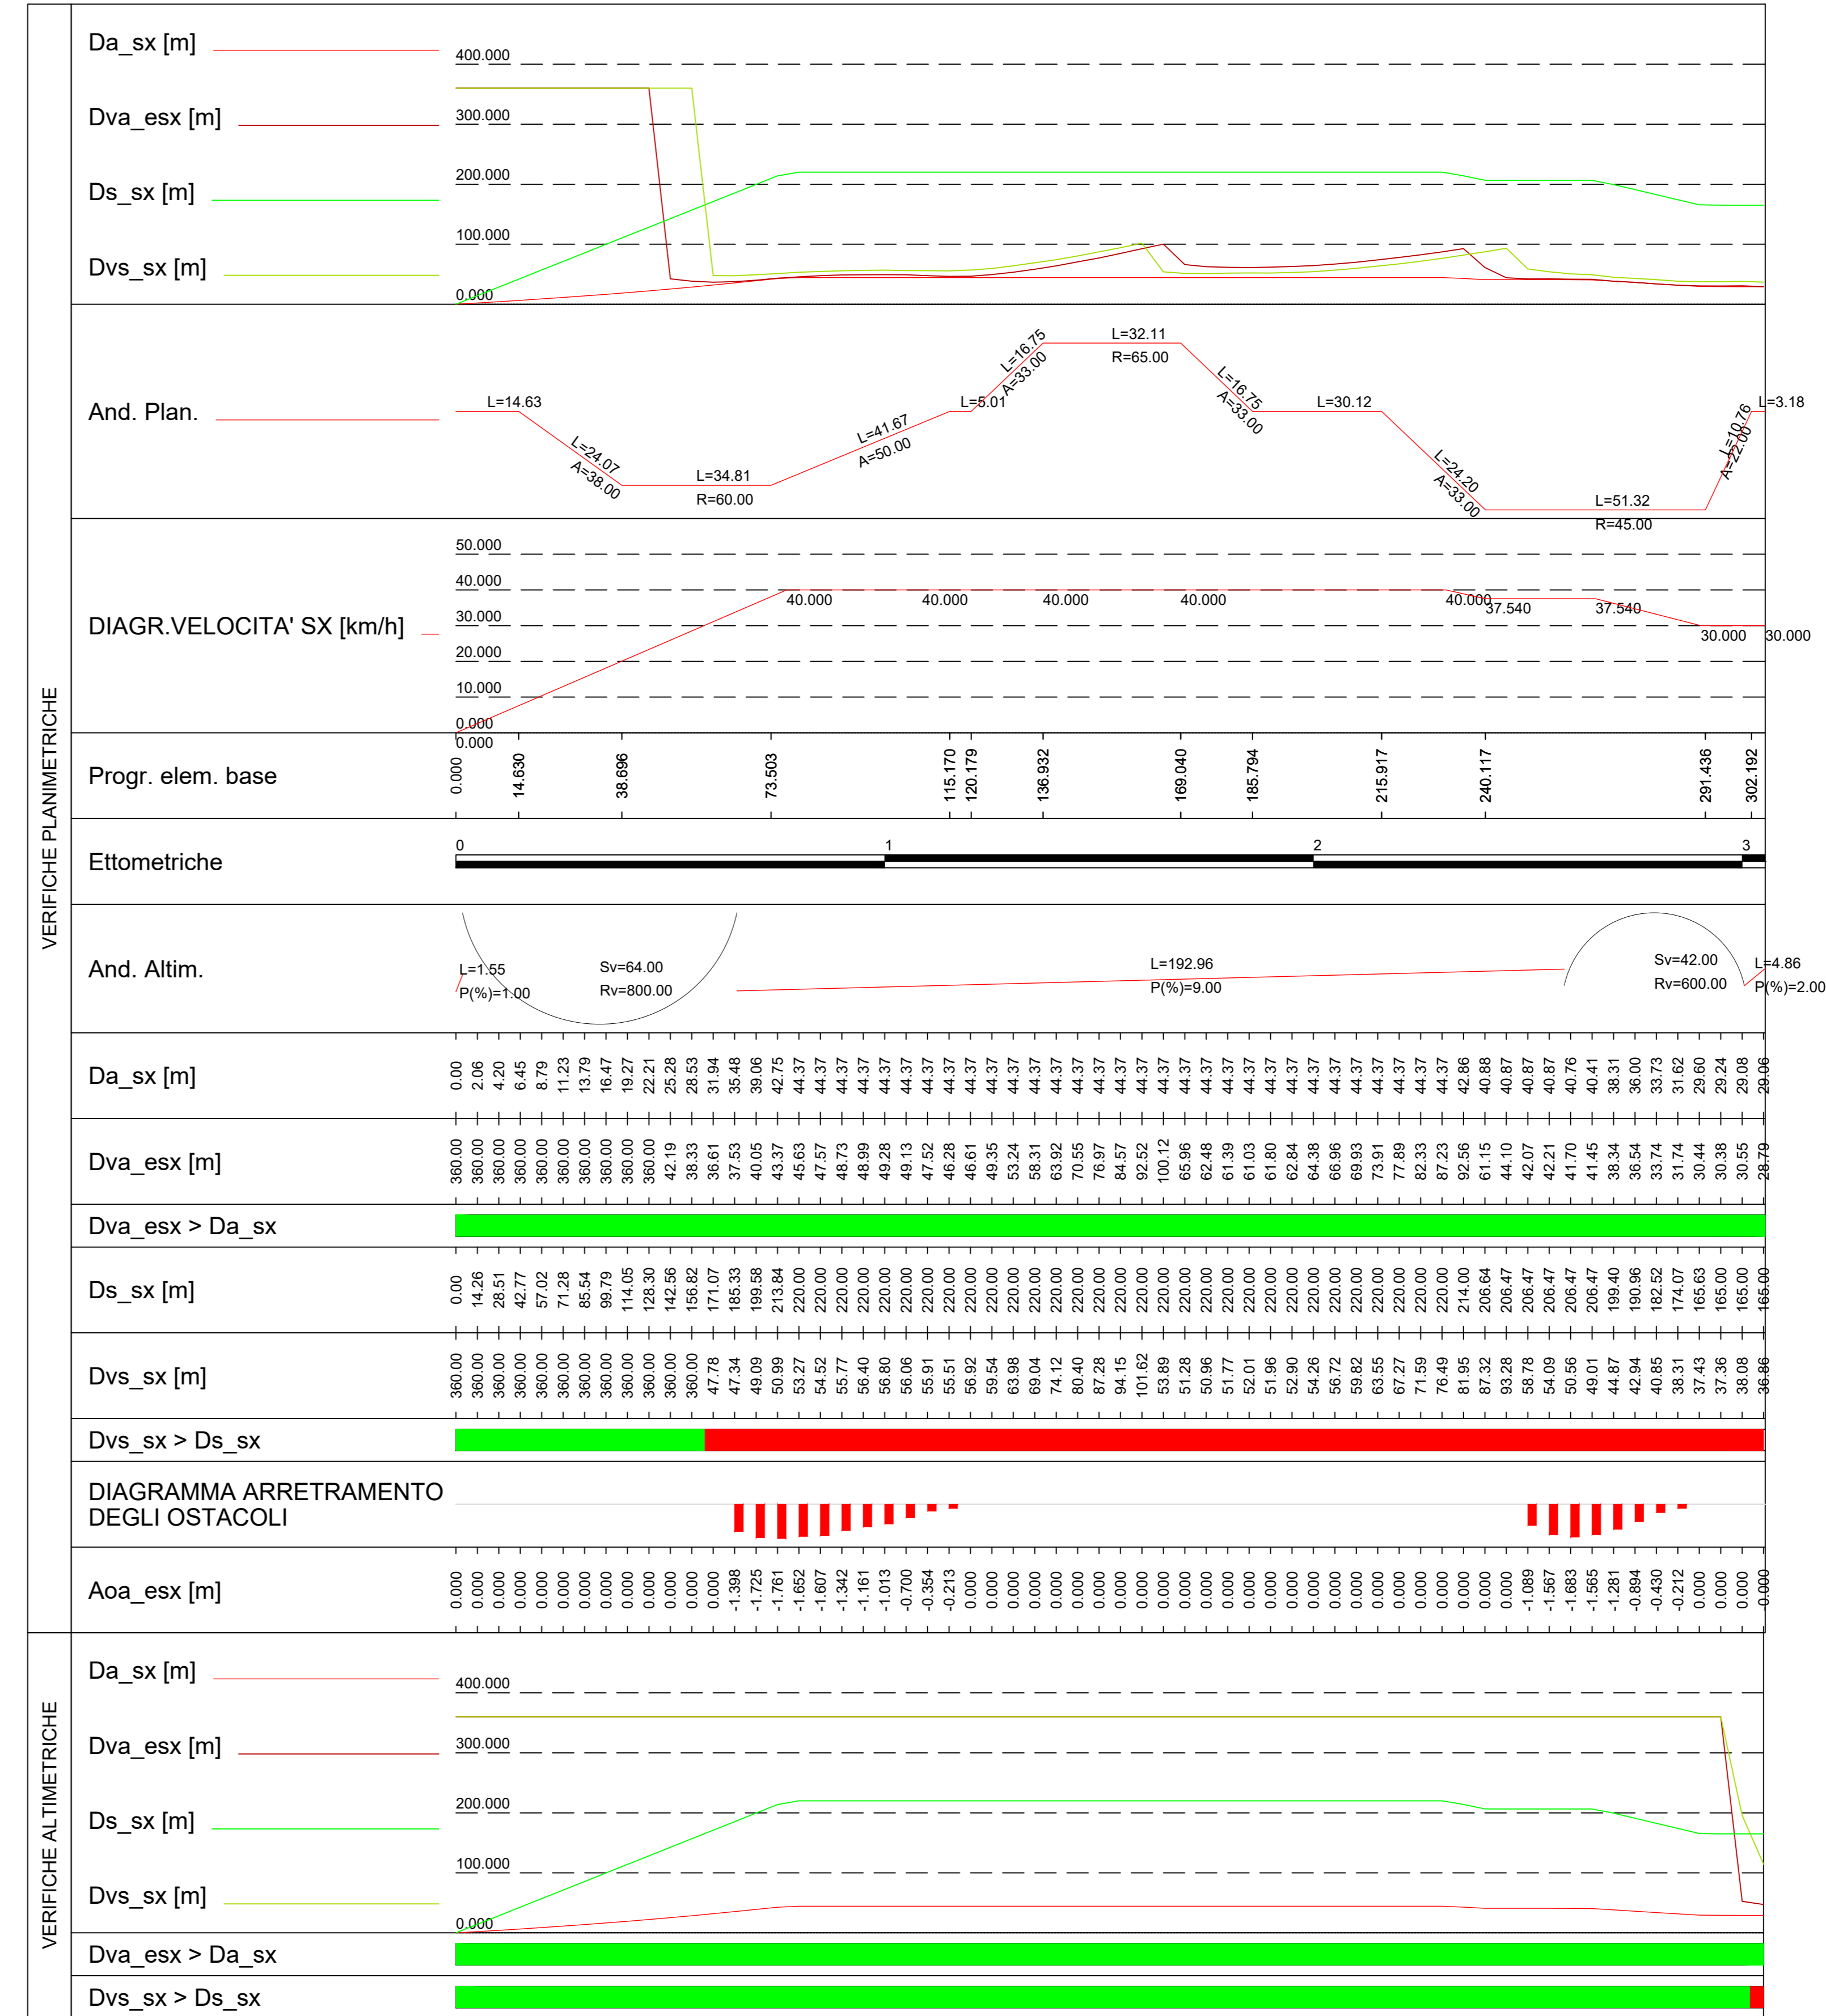 VERIFICHE PLANIMETRICHE
Da_sx [m]
Dva_esx [m]
Ds_sx [m]
Dvs_sx [m]
400.000
300.000
200.000
100.000
0.000
And. Plan.
L=14.63
L=24.07
A=38.00
L=34.81
R=60.00
L=41.67
A=50.00
L=5.01
L=16.75
A=33.00
L=32.11
R=65.00
L=16.75
A=33.00
L=30.12
L=24.20
A=33.00
L=51.32
R=45.00
L=10.76
A=22.00
L=3.18
DIAGR.VELOCITA' SX [km/h]
50.000
40.000
30.000
20.000
10.000
0.000
0.000
40.000
40.000
40.000
40.000
40.000
37.540
37.540
30.000
30.000
Progr. elem. base
0.000 14.630 38.696 73.503 115.170 120.179 136.932 169.040 185.794 215.917 240.117 291.436 302.192
Ettometriche
0 1 2 3
And. Altim.
L=1.55
P(%)=1.00
Sv=64.00
Rv=800.00
L=192.96
P(%)=9.00
Sv=42.00
Rv=600.00
L=4.86
P(%)=2.00
Da_sx [m]
0.00 2.06 4.20 6.45 8.79 11.23 13.79 16.47 19.27 22.21 25.28 28.53 31.94 35.48 39.06 42.75 44.37 44.37 44.37 44.37 44.37 44.37 44.37 44.37 44.37 44.37 44.37 44.37 44.37 44.37 44.37 44.37 44.37 44.37 44.37 44.37 44.37 44.37 44.37 44.37 44.37 44.37 44.37 44.37 44.37 44.37 44.37 42.86 40.88 40.87 40.87 40.87 40.76 40.41 38.31 36.00 33.73 31.62 29.60 29.24 29.08 29.06
Dva_esx [m]
360.00 360.00 360.00 360.00 360.00 360.00 360.00 360.00 360.00 360.00 42.19 38.33 36.61 37.53 40.05 43.37 45.63 47.57 48.73 48.99 49.28 49.13 47.52 46.28 46.61 49.35 53.24 58.31 63.92 70.55 76.97 84.57 92.52 100.12 65.96 62.48 61.39 61.03 61.80 62.84 64.38 66.96 69.93 73.91 77.89 82.33 87.23 92.56 61.15 44.10 42.07 42.21 41.70 41.45 38.34 36.54 33.74 31.74 30.44 30.38 30.55 28.79
Dva_esx > Da_sx
Ds_sx [m]
0.00 14.26 28.51 42.77 57.02 71.28 85.54 99.79 114.05 128.30 142.56 156.82 171.07 185.33 199.58 213.84 220.00 220.00 220.00 220.00 220.00 220.00 220.00 220.00 220.00 220.00 220.00 220.00 220.00 220.00 220.00 220.00 220.00 220.00 220.00 220.00 220.00 220.00 220.00 220.00 220.00 220.00 220.00 220.00 220.00 220.00 220.00 214.00 206.64 206.47 206.47 206.47 206.47 206.47 199.40 190.96 182.52 174.07 165.63 165.00 165.00 165.00
Dvs_sx [m]
360.00 360.00 360.00 360.00 360.00 360.00 360.00 360.00 360.00 360.00 360.00 360.00 47.78 47.34 49.09 50.99 53.27 54.52 55.77 56.40 56.80 56.06 55.91 55.51 56.92 59.54 63.98 69.04 74.12 80.40 87.28 94.15 101.62 53.89 51.28 50.96 51.77 52.01 51.96 52.90 54.26 56.72 59.82 63.55 67.27 71.59 76.49 81.95 87.32 93.28 58.78 54.09 50.56 49.01 44.87 42.94 40.85 38.31 37.43 37.36 38.08 36.86
Dvs_sx > Ds_sx
DIAGRAMMA ARRETRAMENTO
DEGLI OSTACOLI
Aoa_esx [m]
0.000 0.000 0.000 0.000 0.000 0.000 0.000 0.000 0.000 0.000 0.000 0.000 0.000 -1.398 -1.725 -1.761 -1.652 -1.607 -1.342 -1.161 -1.013 -0.700 -0.354 -0.213 0.000 0.000 0.000 0.000 0.000 0.000 0.000 0.000 0.000 0.000 0.000 0.000 0.000 0.000 0.000 0.000 0.000 0.000 0.000 0.000 0.000 0.000 0.000 0.000 0.000 0.000 -1.089 -1.567 -1.683 -1.565 -1.281 -0.894 -0.430 -0.212 0.000 0.000 0.000 0.000
VERIFICHE ALTIMETRICHE
Da_sx [m]
Dva_esx [m]
Ds_sx [m]
Dvs_sx [m]
400.000
300.000
200.000
100.000
0.000
Dva_esx > Da_sx
Dvs_sx > Ds_sx